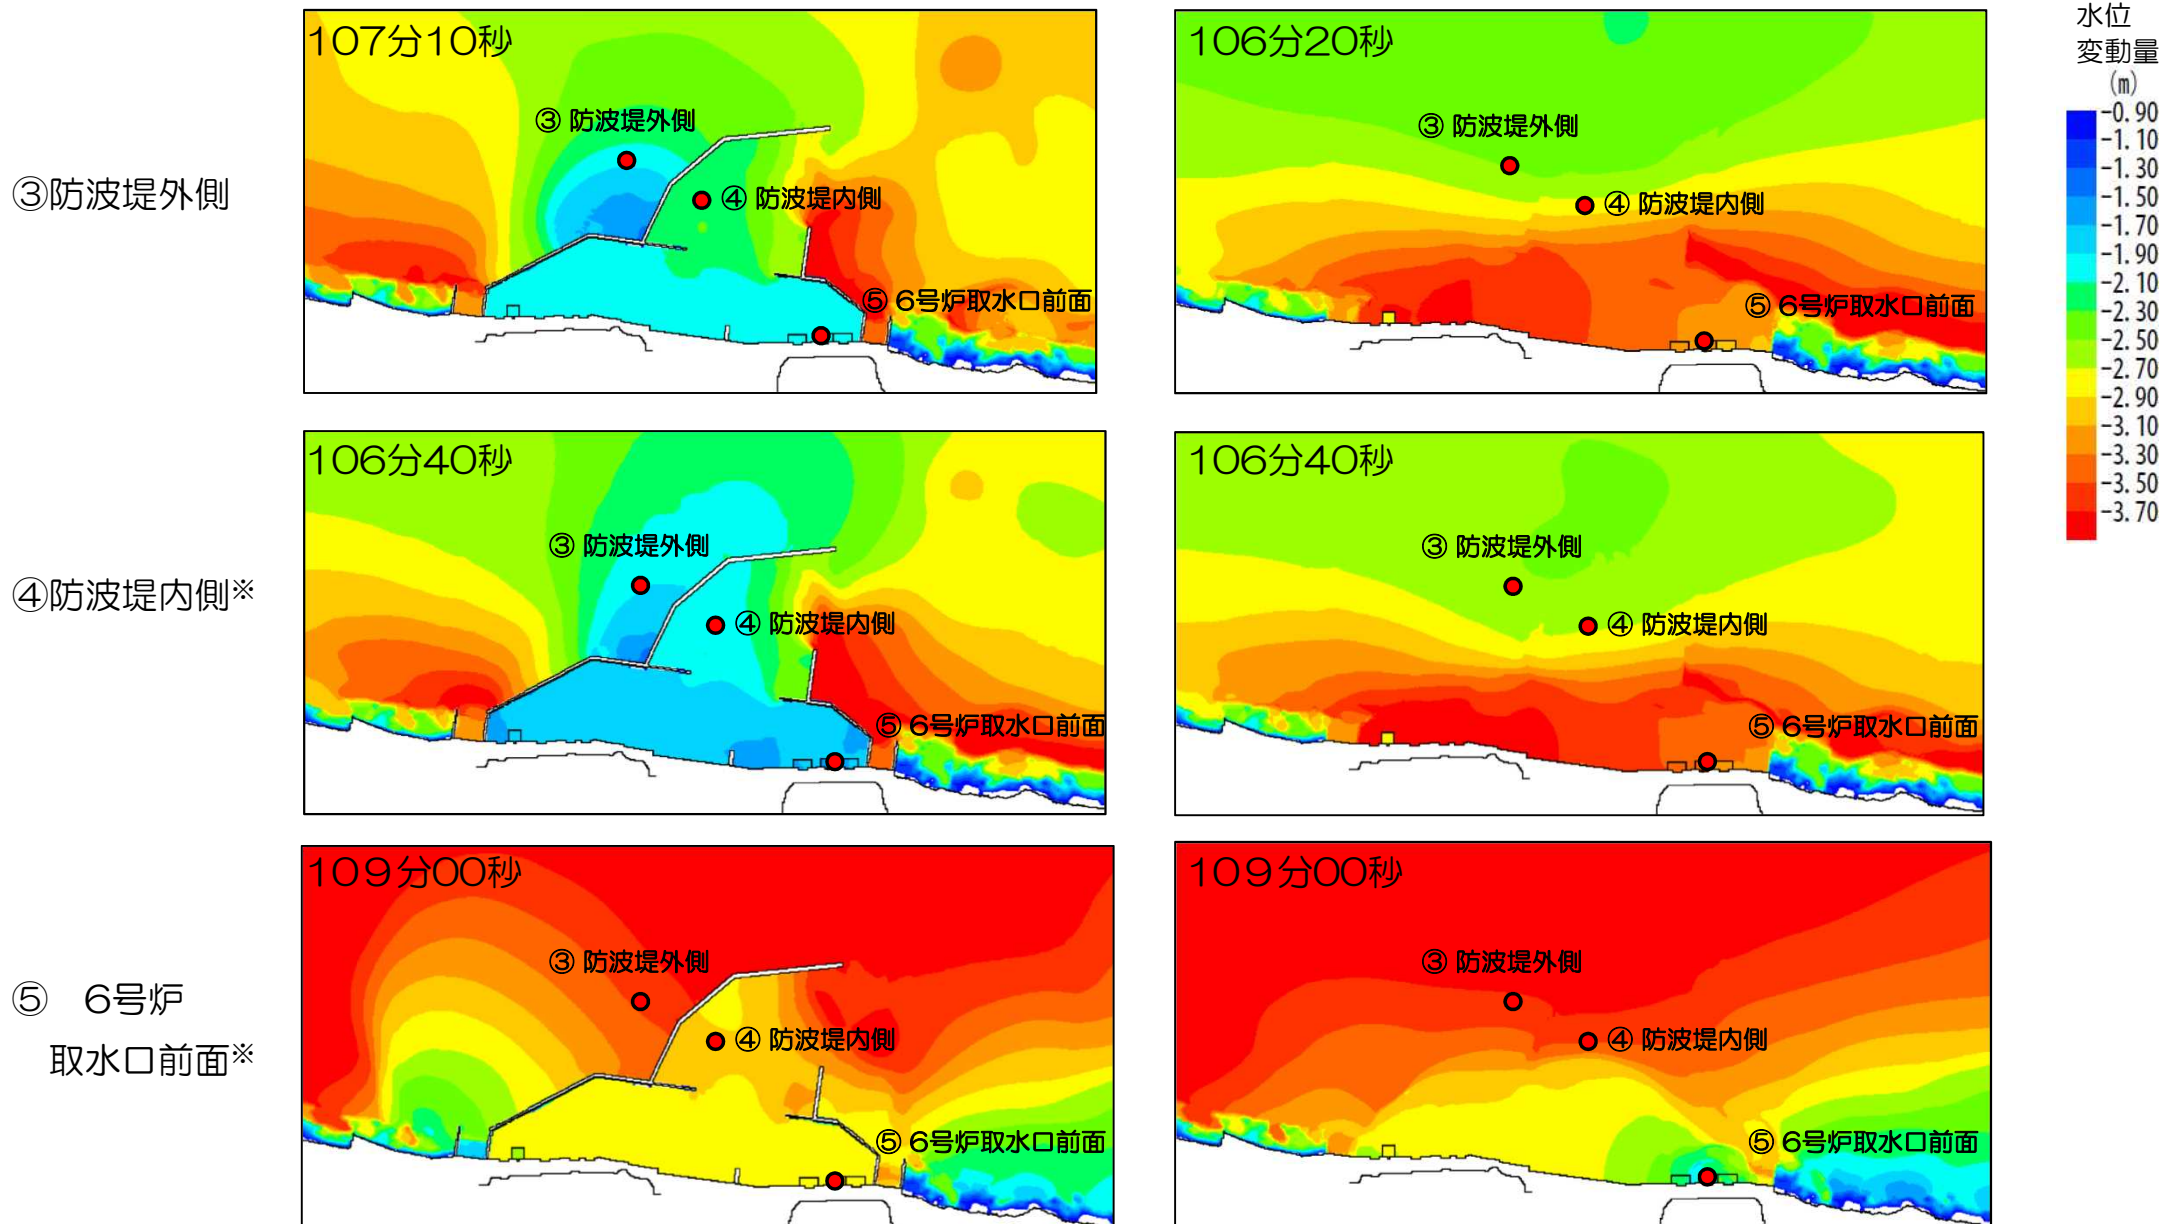 107分10秒
③ 防波堤外側
④ 防波堤内側
⑤ 6号炉取水口前面
106分20秒
③ 防波堤外側
④ 防波堤内側
⑤ 6号炉取水口前面
水位
変動量
(m)
-0.90
-1.10
-1.30
-1.50
-1.70
-1.90
-2.10
-2.30
-2.50
-2.70
-2.90
-3.10
-3.30
-3.50
-3.70
③防波堤外側
106分40秒
③ 防波堤外側
④ 防波堤内側
⑤ 6号炉取水口前面
106分40秒
③ 防波堤外側
④ 防波堤内側
⑤ 6号炉取水口前面
④防波堤内側※
109分00秒
③ 防波堤外側
④ 防波堤内側
⑤ 6号炉取水口前面
109分00秒
③ 防波堤外側
④ 防波堤内側
⑤ 6号炉取水口前面
⑤ 6号炉
取水口前面※